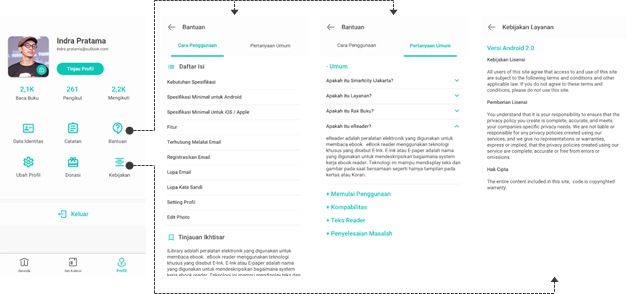 Indra Pratama
indra.pratama@outlook.com
Tinjau Profil
2,1K
261
2,2K
Baca Buku
Pengikut
Mengikuti
Data Identitas
Catatan
Bantuan
Ubah Profil
Donasi
Kebijakan
Keluar
Beranda
Profil
Bantuan
Cara Penggunaan
Pertanyaan Umum
Daftar Isi
Kebutuhan Spesifikasi
Spesifikasi Minimal untuk Android
Spesifikasi Minimal Untuk iOS / Apple
Fitur
Terhubung Melalui Email
Registrasikan Email
Lupa Email
Lupa Kata Sandi
Setting Profil
Edit Photo
Tinjauan Ikhtisar
iLibrary adalah peralatan elektronik yang digunakan untuk
membaca ebook. eBook reader menggunakan teknologi
khusus yang disebut E-Ink. E-Ink atau E-paper adalah nama
yang digunakan untuk mendeskripsikan bagaimana sistem
kerja ebook reader. Teknologi ini mampu mendisplay teks dan
Bantuan
Cara Penggunaan
Pertanyaan Umum
- Umum
Apakah itu Smartcity iJakarta?
Apakah itu Layanan?
Apakah itu Rak Buku?
Apakah itu eReader?
eReader adalah peralatan elektronik yang digunakan untuk
membaca ebook. eBook reader menggunakan teknologi
khusus yang disebut E-Ink. E-Ink atau E-paper adalah nama
yang digunakan untuk mendeskripsikan bagaimana system
kerja ebook reader. Teknologi ini mampu mendisplay teks dan
gambar pada saat bersamaan seperti halnya tampilan pada
kertas atau Koran.
+ Memulai Penggunaan
+ Kompabilitas
+ Teks Reader
+ Penyelesaian Masalah
Kebijakan Layanan
Versi Android 2.0
Kebijakan Lisensi
All users of this site agree that access to and use of this site
are subject to the following terms and conditions and other
applicable law. If you do not agree to these terms and
conditions, please do not use this site.
Pemberian Lisensi
You understand that it is your responsibility to ensure that the
privacy policy you create is complete, accurate, and meets
your companies specific privacy needs. We are not liable or
responsible for any privacy policies created using our
service, and we give no representations or warranties,
express or implied, that the privacy policies created using our
service are complete, accurate or free from errors or
omissions.
Hak Cipta
The entire content included in this site, code is copyrighted
warranty.